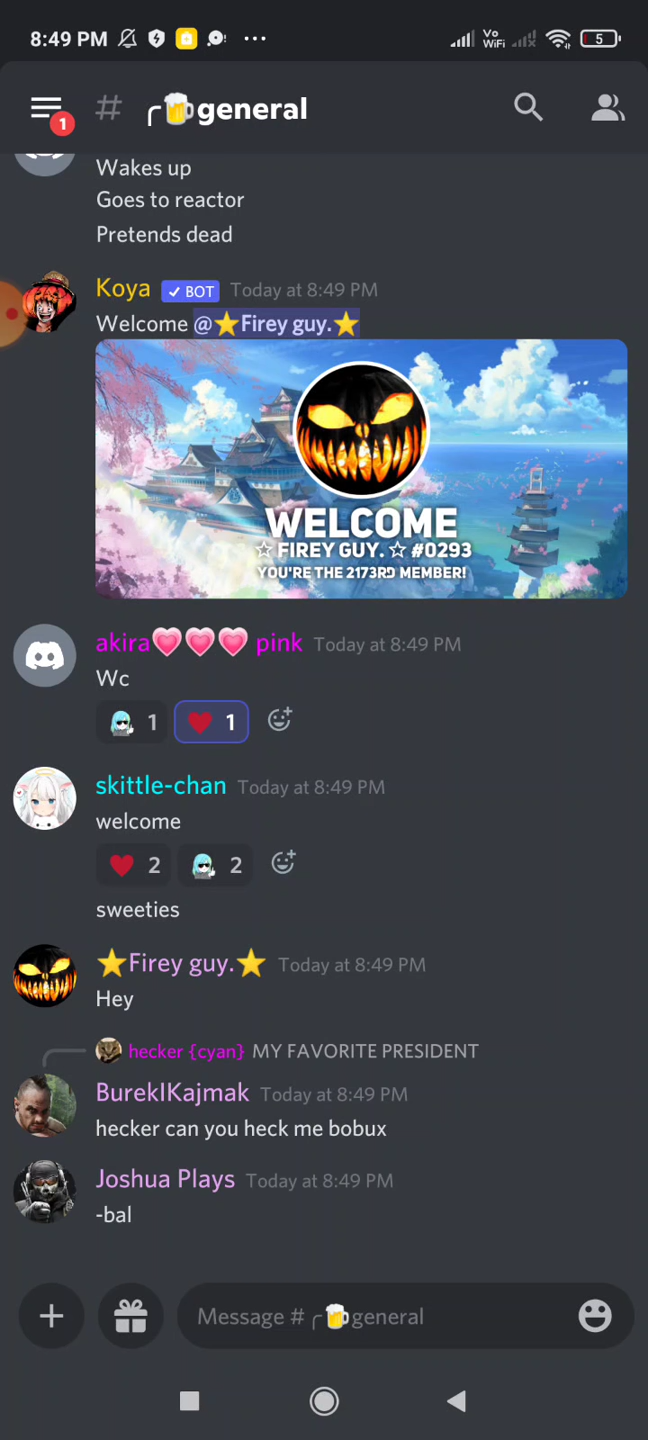 8:49 PM
Vo
WiFi
5
1
# ╭🍺general
Wakes up
Goes to reactor
Pretends dead
Koya ✓ BOT Today at 8:49 PM
Welcome @⭐Firey guy.⭐
WELCOME
☆ FIREY GUY. ☆ #0293
YOU'RE THE 2173RD MEMBER!
akira💗💗💗 pink Today at 8:49 PM
Wc
1 ❤️ 1
skittle-chan Today at 8:49 PM
welcome
❤️ 2 2
sweeties
⭐Firey guy.⭐ Today at 8:49 PM
Hey
hecker {cyan} MY FAVORITE PRESIDENT
BurekIKajmak Today at 8:49 PM
hecker can you heck me bobux
Joshua Plays Today at 8:49 PM
-bal
Message # ╭🍺general